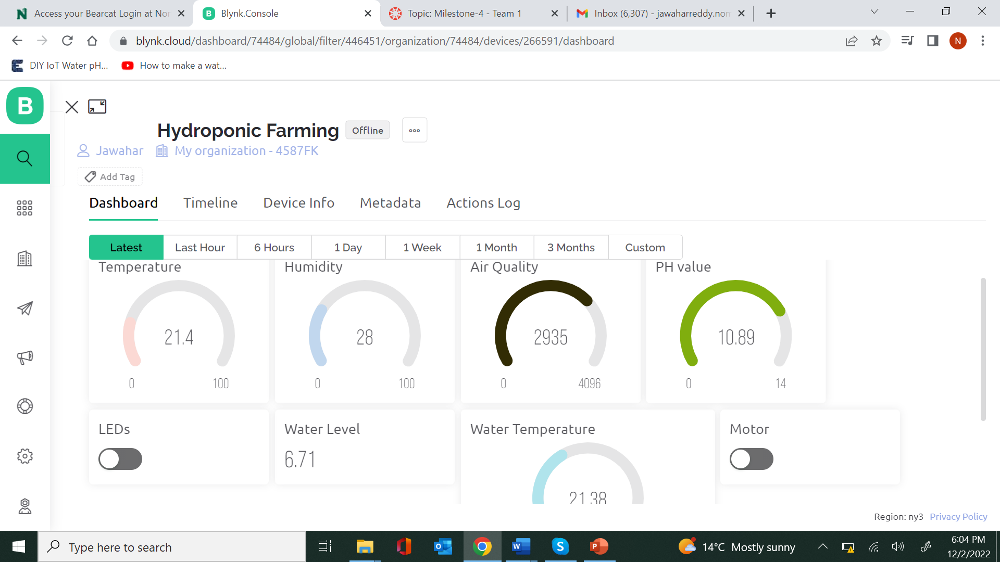 Access your Bearcat Login at Nor
Blynk.Console
Topic: Milestone-4 - Team 1
Inbox (6,307) - jawaharreddy.nom
blynk.cloud/dashboard/74484/global/filter/446451/organization/74484/devices/266591/dashboard
N
DIY IoT Water pH...
How to make a wat...
B
Hydroponic Farming
Offline
Jawahar
My organization - 4587FK
Add Tag
Dashboard
Timeline
Device Info
Metadata
Actions Log
Latest
Last Hour
6 Hours
1 Day
1 Week
1 Month
3 Months
Custom
Temperature
21.4
0
100
Humidity
28
0
100
Air Quality
2935
0
4096
PH value
10.89
0
14
LEDs
Water Level
6.71
Water Temperature
21.38
Motor
Region: ny3
Privacy Policy
Type here to search
14°C Mostly sunny
6:04 PM
12/2/2022